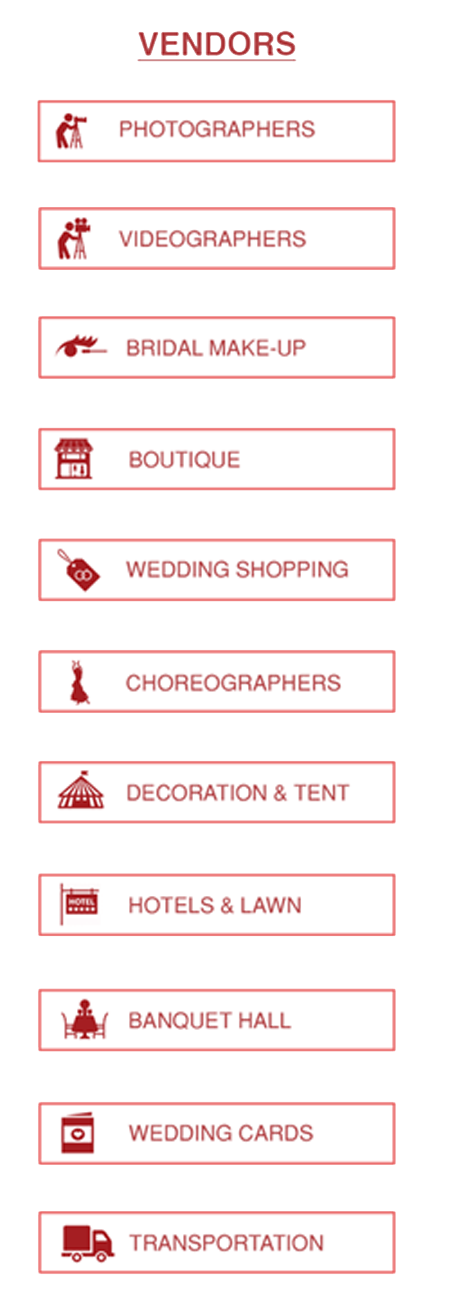 VENDORS
PHOTOGRAPHERS
VIDEOGRAPHERS
BRIDAL MAKE-UP
BOUTIQUE
WEDDING SHOPPING
CHOREOGRAPHERS
DECORATION & TENT
HOTEL
HOTELS & LAWN
BANQUET HALL
WEDDING CARDS
TRANSPORTATION